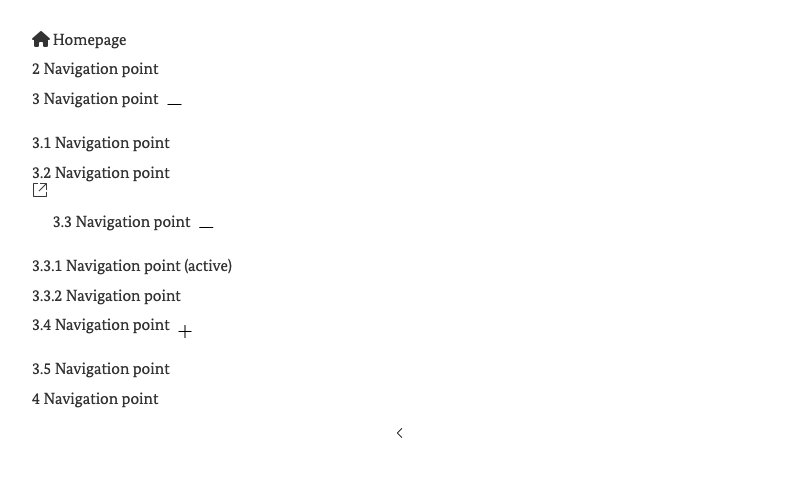 Homepage
2 Navigation point
3 Navigation point
3.1 Navigation point
3.2 Navigation point
3.3 Navigation point
3.3.1 Navigation point (active)
3.3.2 Navigation point
3.4 Navigation point
3.5 Navigation point
4 Navigation point